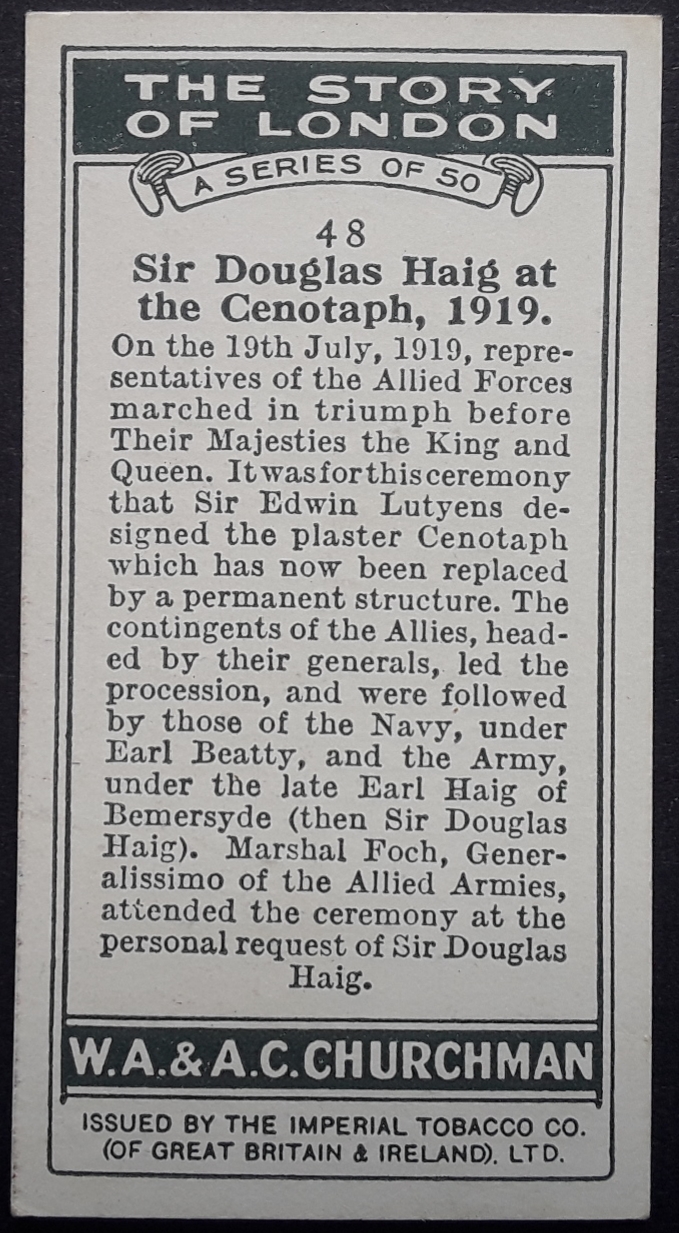 THE STORY
OF LONDON
A SERIES OF 50
48
Sir Douglas Haig at
the Cenotaph, 1919.
On the 19th July, 1919, repre-
sentatives of the Allied Forces
marched in triumph before
Their Majesties the King and
Queen. It was for this ceremony
that Sir Edwin Lutyens de-
signed the plaster Cenotaph
which has now been replaced
by a permanent structure. The
contingents of the Allies, head-
ed by their generals, led the
procession, and were followed
by those of the Navy, under
Earl Beatty, and the Army,
under the late Earl Haig of
Bemersyde (then Sir Douglas
Haig). Marshal Foch, Gener-
alissimo of the Allied Armies,
attended the ceremony at the
personal request of Sir Douglas
Haig.
W.A.& A.C.CHURCHMAN
ISSUED BY THE IMPERIAL TOBACCO CO.
(OF GREAT BRITAIN & IRELAND), LTD.